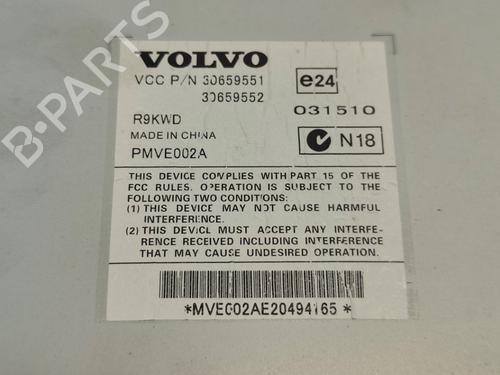 VOLVO
VCC P/N 30659551
30659552
e24
031510
R9KWD
MADE IN CHINA
PMVE002A
N18
THIS DEVICE COMPLIES WITH PART 15 OF THE
FCC RULES. OPERATION IS SUBJECT TO THE
FOLLOWING TWO CONDITIONS:
(1) THIS DEVICE MAY NOT CAUSE HARMFUL
INTERFERENCE.
(2) THIS DEVICE MUST ACCEPT ANY INTERFE-
RENCE RECEIVED INCLUDING INTERFERENCE
THAT MAY CAUSE UNDESIRED OPERATION.
*MVE002AE20494165*
B-PARTS